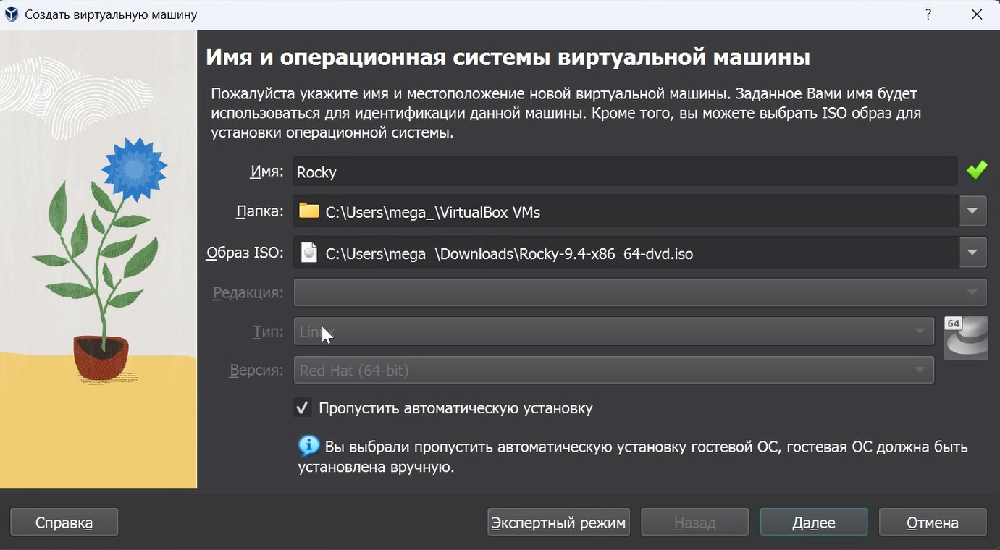 Создать виртуальную машину
?
Имя и операционная системы виртуальной машины
Пожалуйста укажите имя и местоположение новой виртуальной машины. Заданное Вами имя будет
использоваться для идентификации данной машины. Кроме того, вы можете выбрать ISO образ для
установки операционной системы.
Имя: Rocky
Папка: C:\Users\mega_\VirtualBox VMs
Образ ISO: C:\Users\mega_\Downloads\Rocky-9.4-x86_64-dvd.iso
Редакция:
Тип: Linux
64
Версия: Red Hat (64-bit)
Пропустить автоматическую установку
Вы выбрали пропустить автоматическую установку гостевой ОС, гостевая ОС должна быть
установлена вручную.
Справка Экспертный режим Назад Далее Отмена